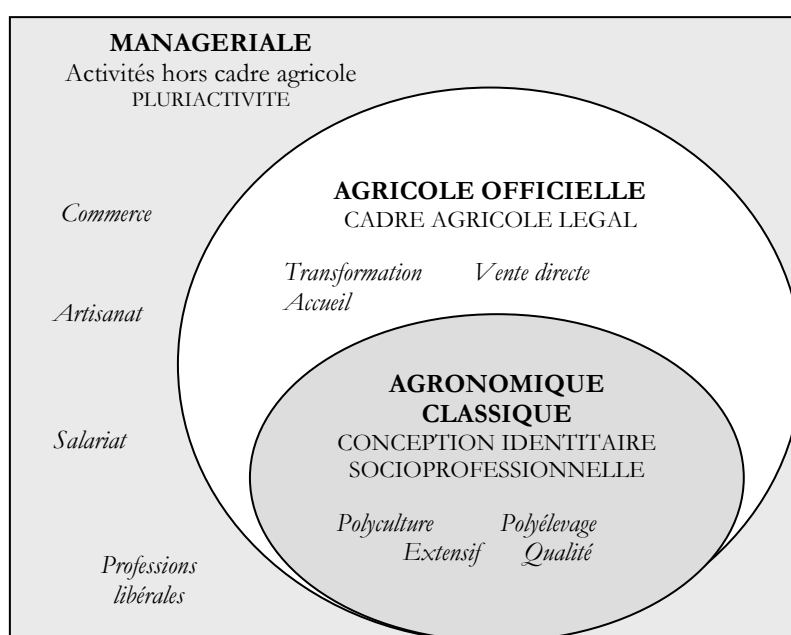 MANAGERIALE
Activités hors cadre agricole
PLURIACTIVITE
AGRICOLE OFFICIELLE
CADRE AGRICOLE LEGAL
Commerce
Transformation Vente directe
Accueil
Artisanat
AGRONOMIQUE
CLASSIQUE
CONCEPTION IDENTITAIRE
SOCIOPROFESSIONNELLE
Salariat
Polyculture Polyélevage
Extensif Qualité
Professions
libérales